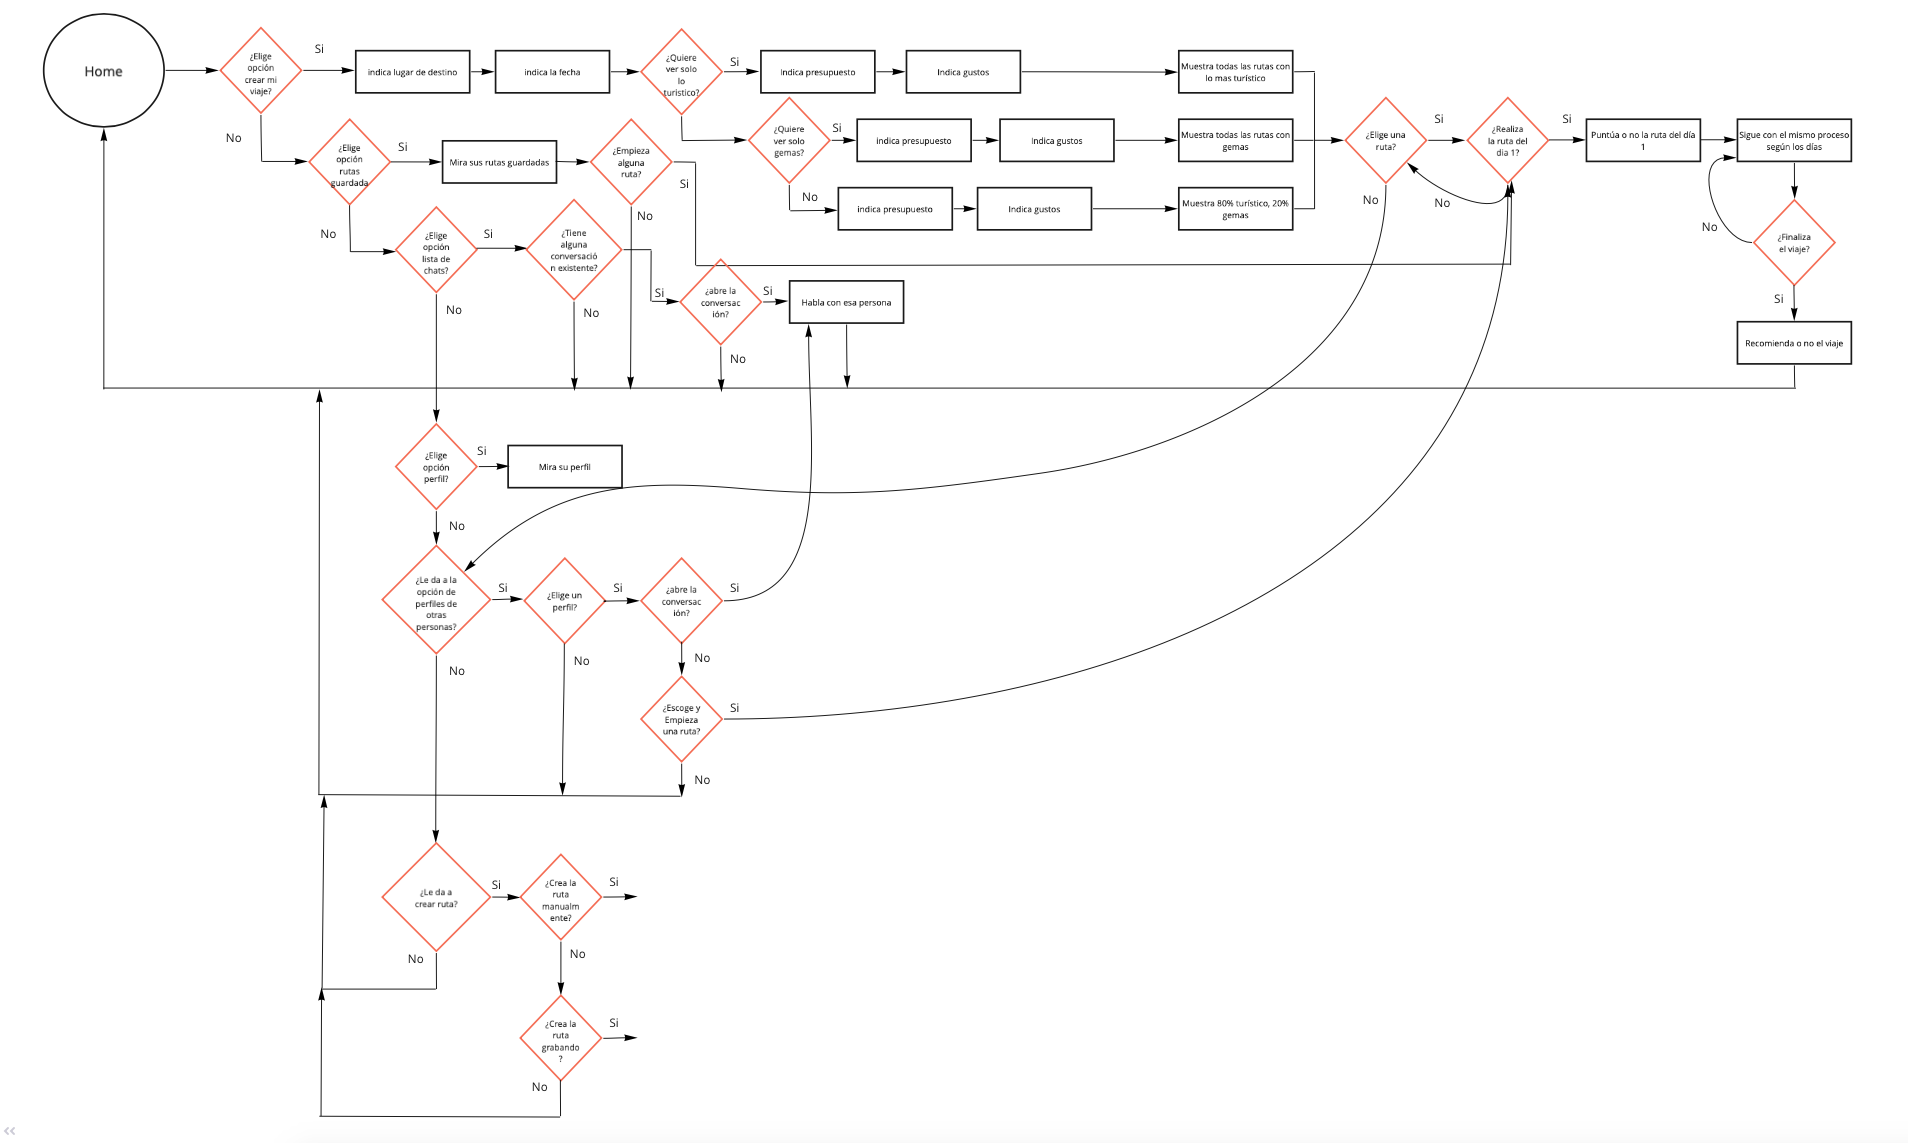 Home
¿Elige
opción
crear mi
viaje?
Si
indica lugar de destino
indica la fecha
¿Quiere
ver solo
lo
turistico?
Si
Indica presupuesto
Indica gustos
Muestra todas las rutas con
lo mas turístico
No
¿Elige
opción
rutas
guardada
Si
Mira sus rutas guardadas
¿Empieza
alguna
ruta?
Si
No
¿Quiere
ver solo
gemas?
Si
indica presupuesto
Indica gustos
Muestra todas las rutas con
gemas
No
indica presupuesto
Indica gustos
Muestra 80% turístico, 20%
gemas
¿Elige una
ruta?
Si
No
¿Realiza
la ruta del
dia 1?
Si
No
Puntúa o no la ruta del día
1
Sigue con el mismo proceso
según los días
No
¿Finaliza
el viaje?
Si
Recomienda o no el viaje
No
¿Elige
opción
lista de
chats?
Si
¿Tiene
alguna
conversació
n existente?
Si
No
¿abre la
conversac
ión?
Si
Habla con esa persona
No
No
¿Elige
opción
perfil?
Si
Mira su perfil
No
¿Le da a la
opción de
perfiles de
otras
personas?
Si
¿Elige un
perfil?
Si
¿abre la
conversac
ión?
Si
No
No
No
¿Escoge y
Empieza
una ruta?
Si
No
¿Le da a
crear ruta?
Si
¿Crea la
ruta
manualm
ente?
Si
No
No
¿Crea la
ruta
grabando
?
Si
No